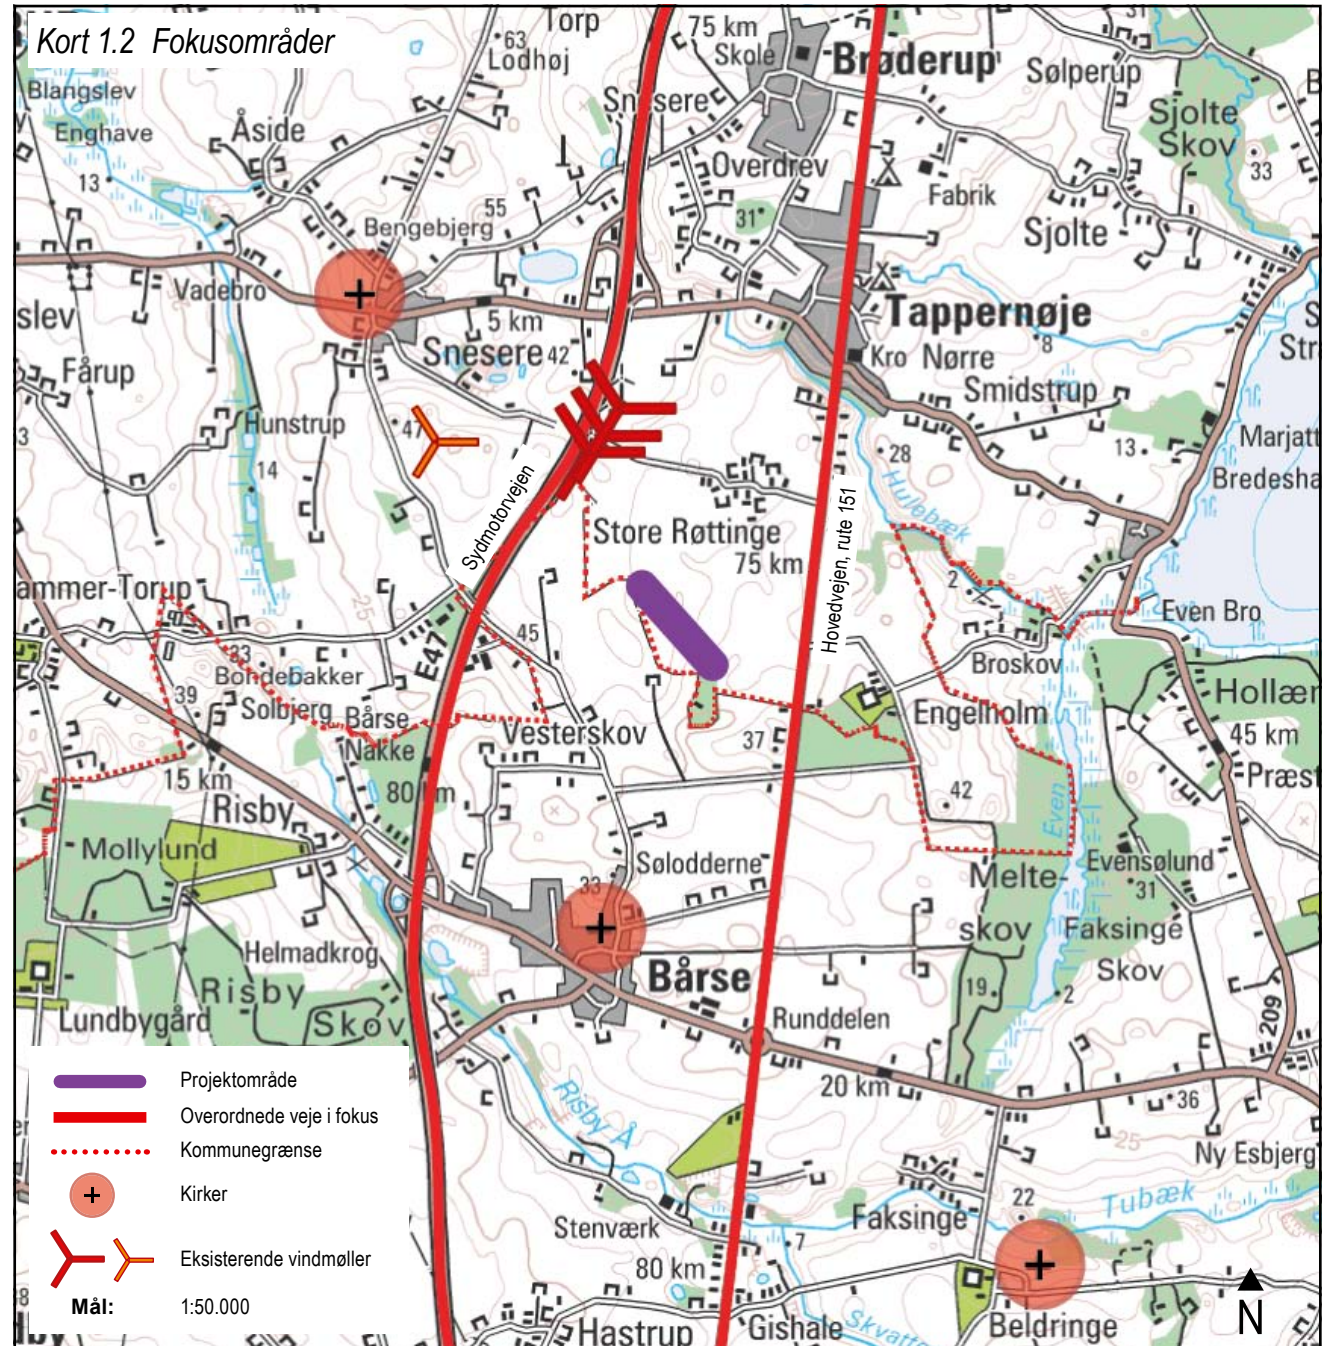 Kort 1.2 Fokusområder
Torp
75 km
Skole
Brøderup
63
Lodhøj
Sølperup
31
Blangslev
Enghave
Åside
Snesere
Sjolte
Skov
33
13
Overdrev
Fabrik
55
Bengebjerg
31
Sjolte
Vadebro
slev
5 km
Tappernøje
Snesere
42
Kro
Nørre
8
Fårup
Smidstrup
Hunstrup
47
13
Marjatt
14
28
Bredesha
Hulebæk
Sydmotorvejen
Store Røttinge
75 km
Hovedvejen, rute 151
2
ammer-Torup
25
45
Even Bro
E47
33
Bondebakker
Broskov
39
Solbjerg
Bårse
Nakke
Vesterskov
Engelholm
Hollær
37
45 km
15 km
80 km
42
Præst
Risby
Even
Mollylund
Sølodderne
33
Melte-
skov
Evensølund
31
Helmadkrog
Faksinge
Skov
Risby
Skov
Bårse
19
2
Lundbygård
Runddelen
209
Projektområde
20 km
36
Overordnede veje i fokus
Risby Å
25
Kommunegrænse
Ny Esbjerg
Kirker
Tubæk
22
Stenværk
Faksinge
7
Eksisterende vindmøller
80 km
Mål: 1:50.000
N
Hastrup
Gishale
Skvatte
Beldringe